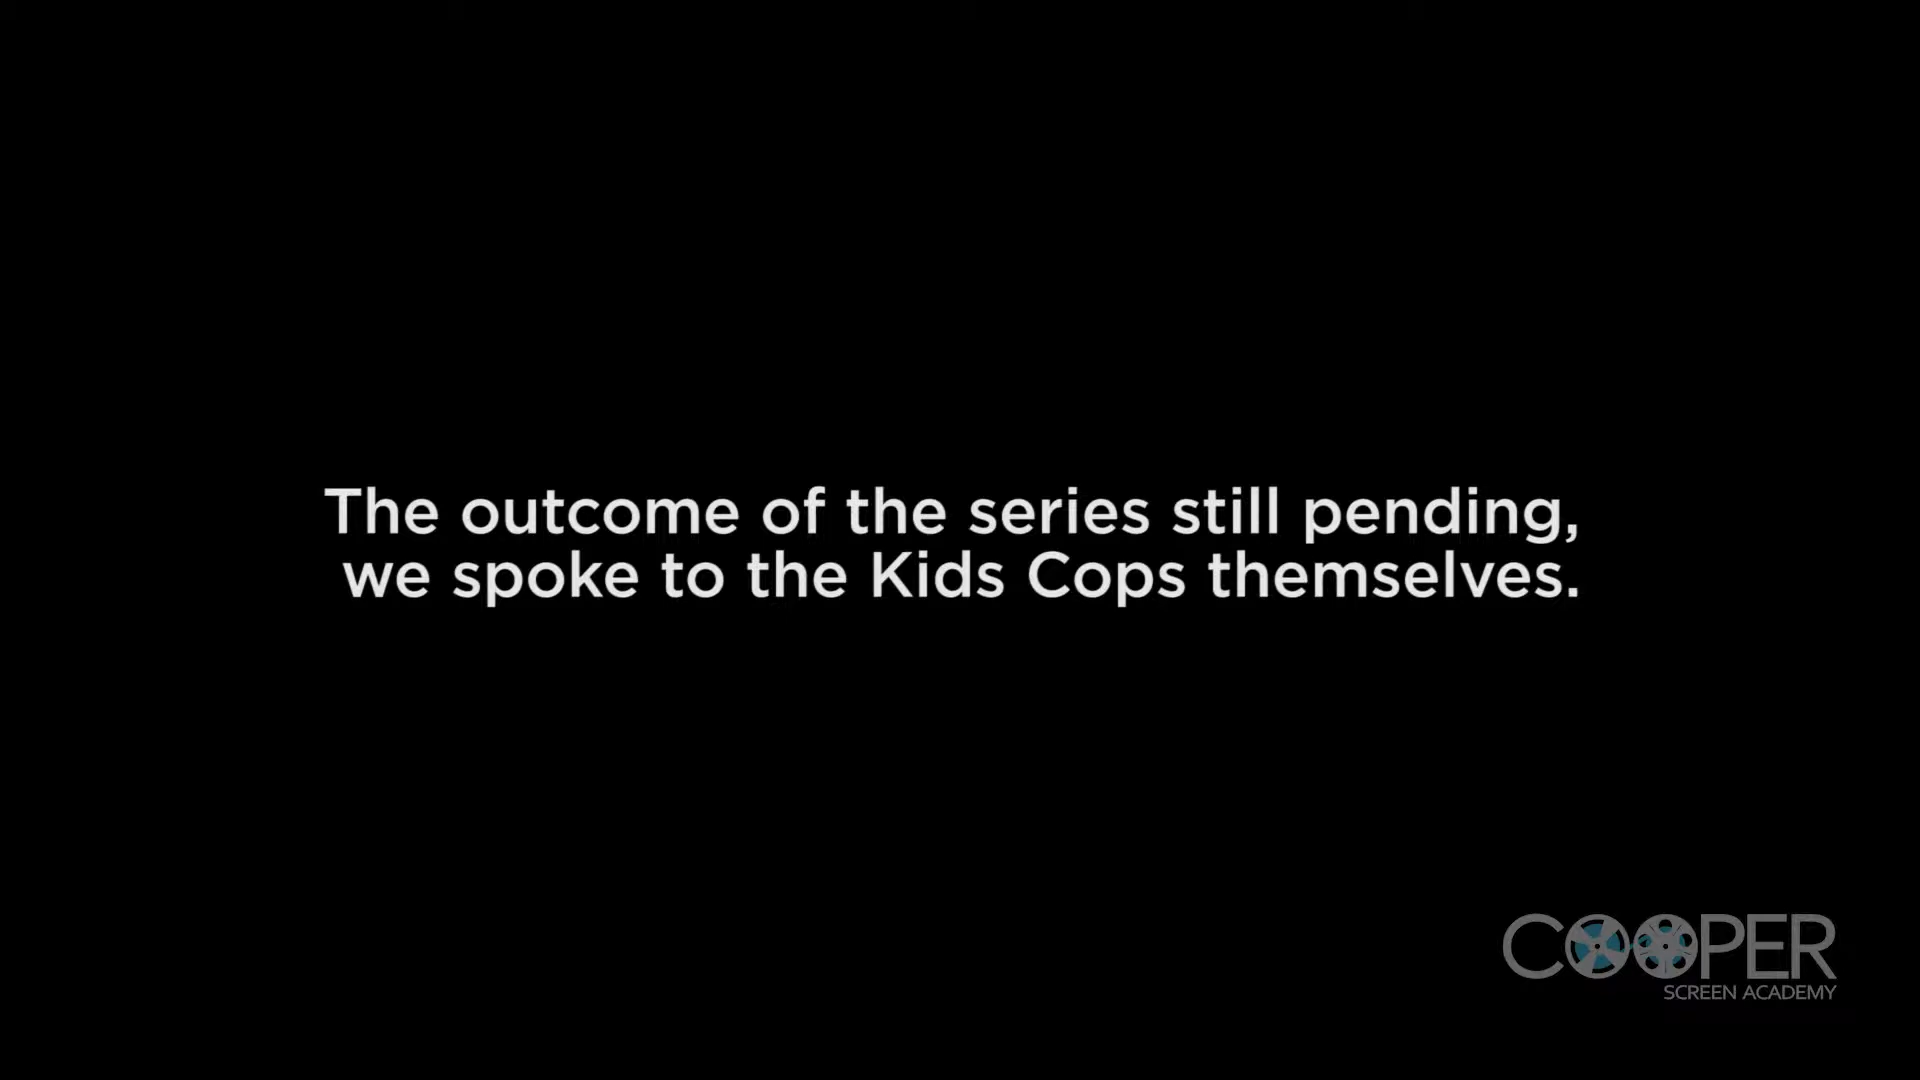 The outcome of the series still pending,
we spoke to the Kids Cops themselves.
COOPER
SCREEN ACADEMY